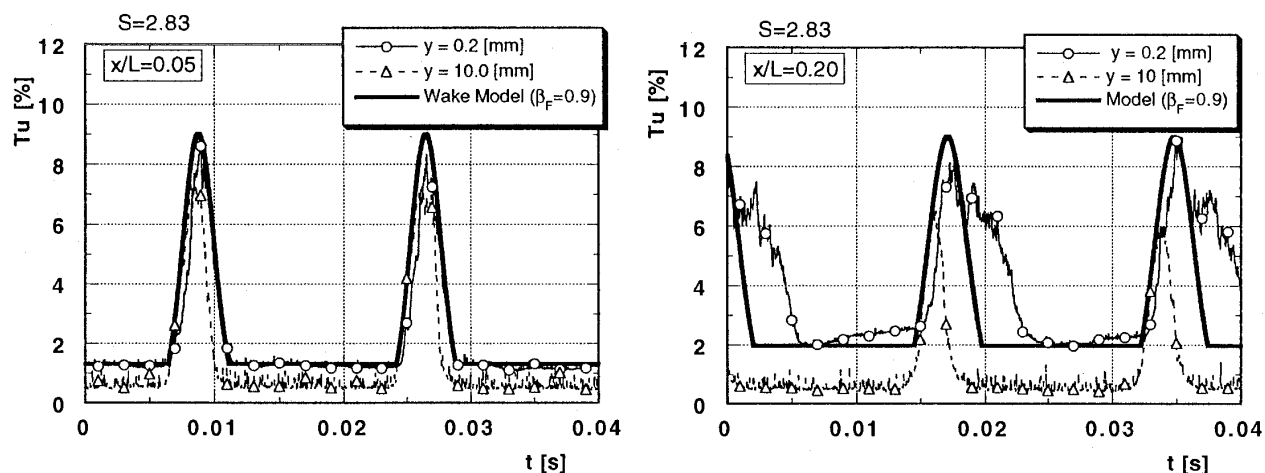 S=2.83
12
10
8
6
4
2
0
Tu [%]
x/L=0.05
y = 0.2 [mm]
y = 10.0 [mm]
Wake Model (β_F=0.9)
0 0.01 0.02 0.03 0.04
t [s]
S=2.83
12
10
8
6
4
2
0
Tu [%]
x/L=0.20
y = 0.2 [mm]
y = 10 [mm]
Model (β_F=0.9)
0 0.01 0.02 0.03 0.04
t [s]